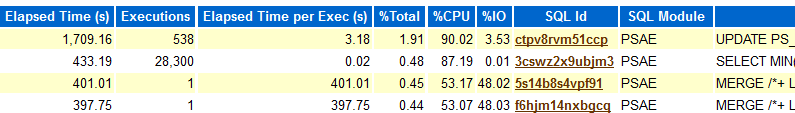 Elapsed Time (s) Executions Elapsed Time per Exec (s) %Total %CPU %IO SQL Id SQL Module
1,709.16 538 3.18 1.91 90.02 3.53 ctpv8rvm51ccp PSAE UPDATE PS_
433.19 28,300 0.02 0.48 87.19 0.01 3cswz2x9ubjm3 PSAE SELECT MIN(
401.01 1 401.01 0.45 53.17 48.02 5s14b8s4vpf91 PSAE MERGE /*+ L
397.75 1 397.75 0.44 53.07 48.03 f6hjm14nxbgcq PSAE MERGE /*+ L